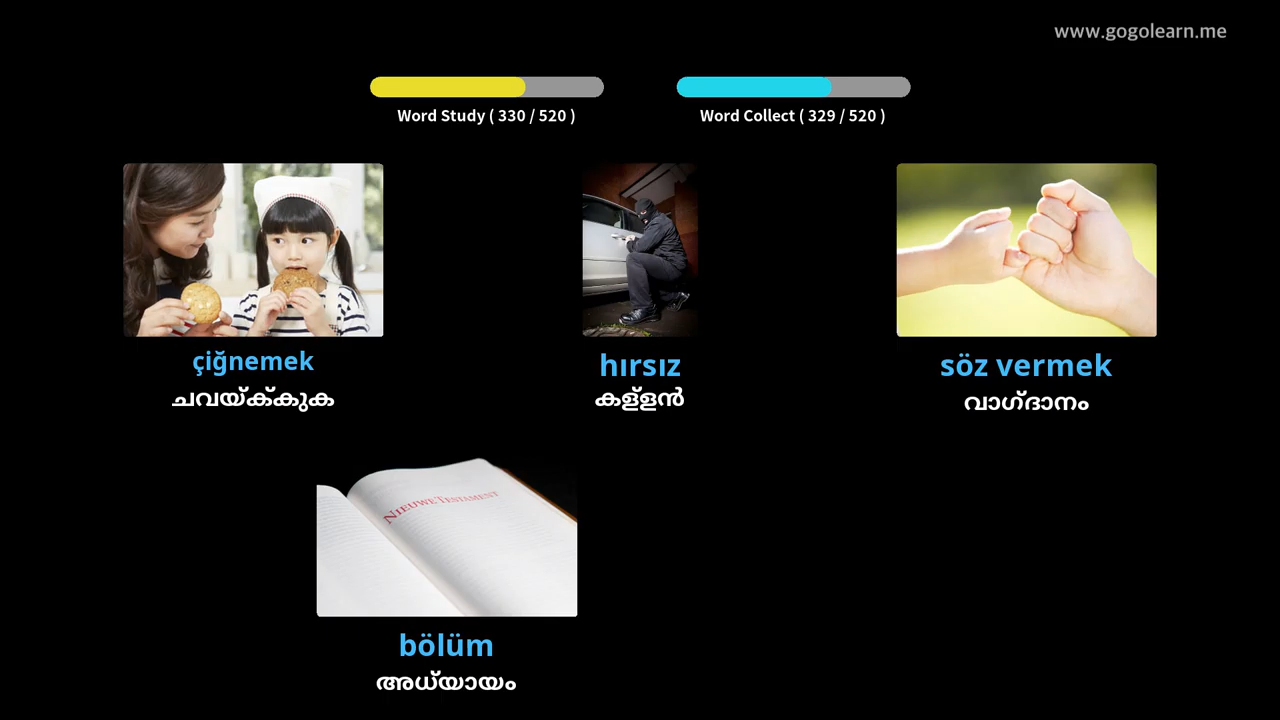 www.gogolearn.me
Word Study ( 330 / 520 )
Word Collect ( 329 / 520 )
çiğnemek
ചവയ്ക്കുക
hırsız
കള്ളൻ
söz vermek
വാഗ്ദാനം
NIEUWE TESTAMENT
bölüm
അധ്യായം